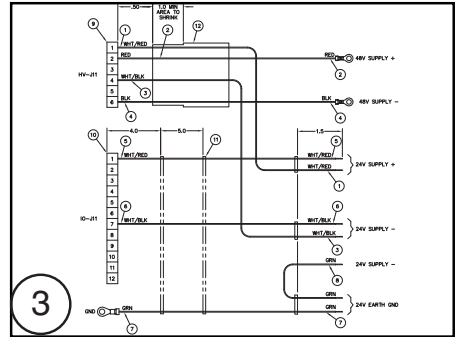 .50
1.0 MIN
AREA TO
SHRINK
9
1
12
1 WHT/RED
2 RED
2
RED
48V SUPPLY +
2
3
HV-J11
4 WHT/BLK
3
5
6 BLK
4
BLK
48V SUPPLY -
4
10
4.0
5.0
11
1.5
5
5
1 WHT/RED
WHT/RED
24V SUPPLY +
2
WHT/RED
3
1
4
5
6
6
6
IO-J11
7 WHT/BLK
WHT/BLK
24V SUPPLY -
8
WHT/BLK
9
3
10
GRN
24V SUPPLY -
11
8
12
GRN
24V EARTH GND
3
GND
GRN
GRN
7
7